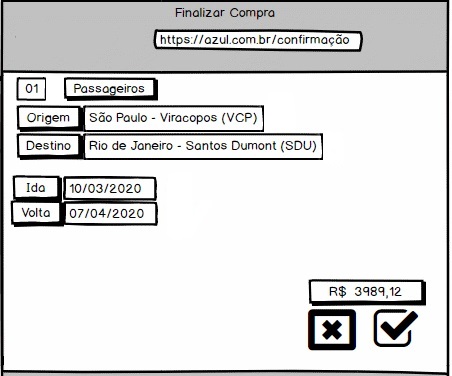 Finalizar Compra
https://azul.com.br/confirmação
01 Passageiros
Origem São Paulo - Viracopos (VCP)
Destino Rio de Janeiro - Santos Dumont (SDU)
Ida 10/03/2020
Volta 07/04/2020
R$ 3989,12